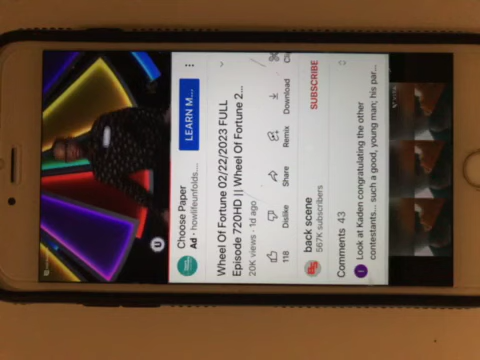 Choose Paper
Ad · howlifeunfolds....
LEARN M...
Wheel Of Fortune 02/22/2023 FULL
Episode 720HD || Wheel Of Fortune 2...
20K views · 1d ago
118
Dislike
Share
Remix
Download
Cli
back scene
567K subscribers
SUBSCRIBE
Comments 43
Look at Kaden congratulating the other
contestants... such a good, young man; his par...